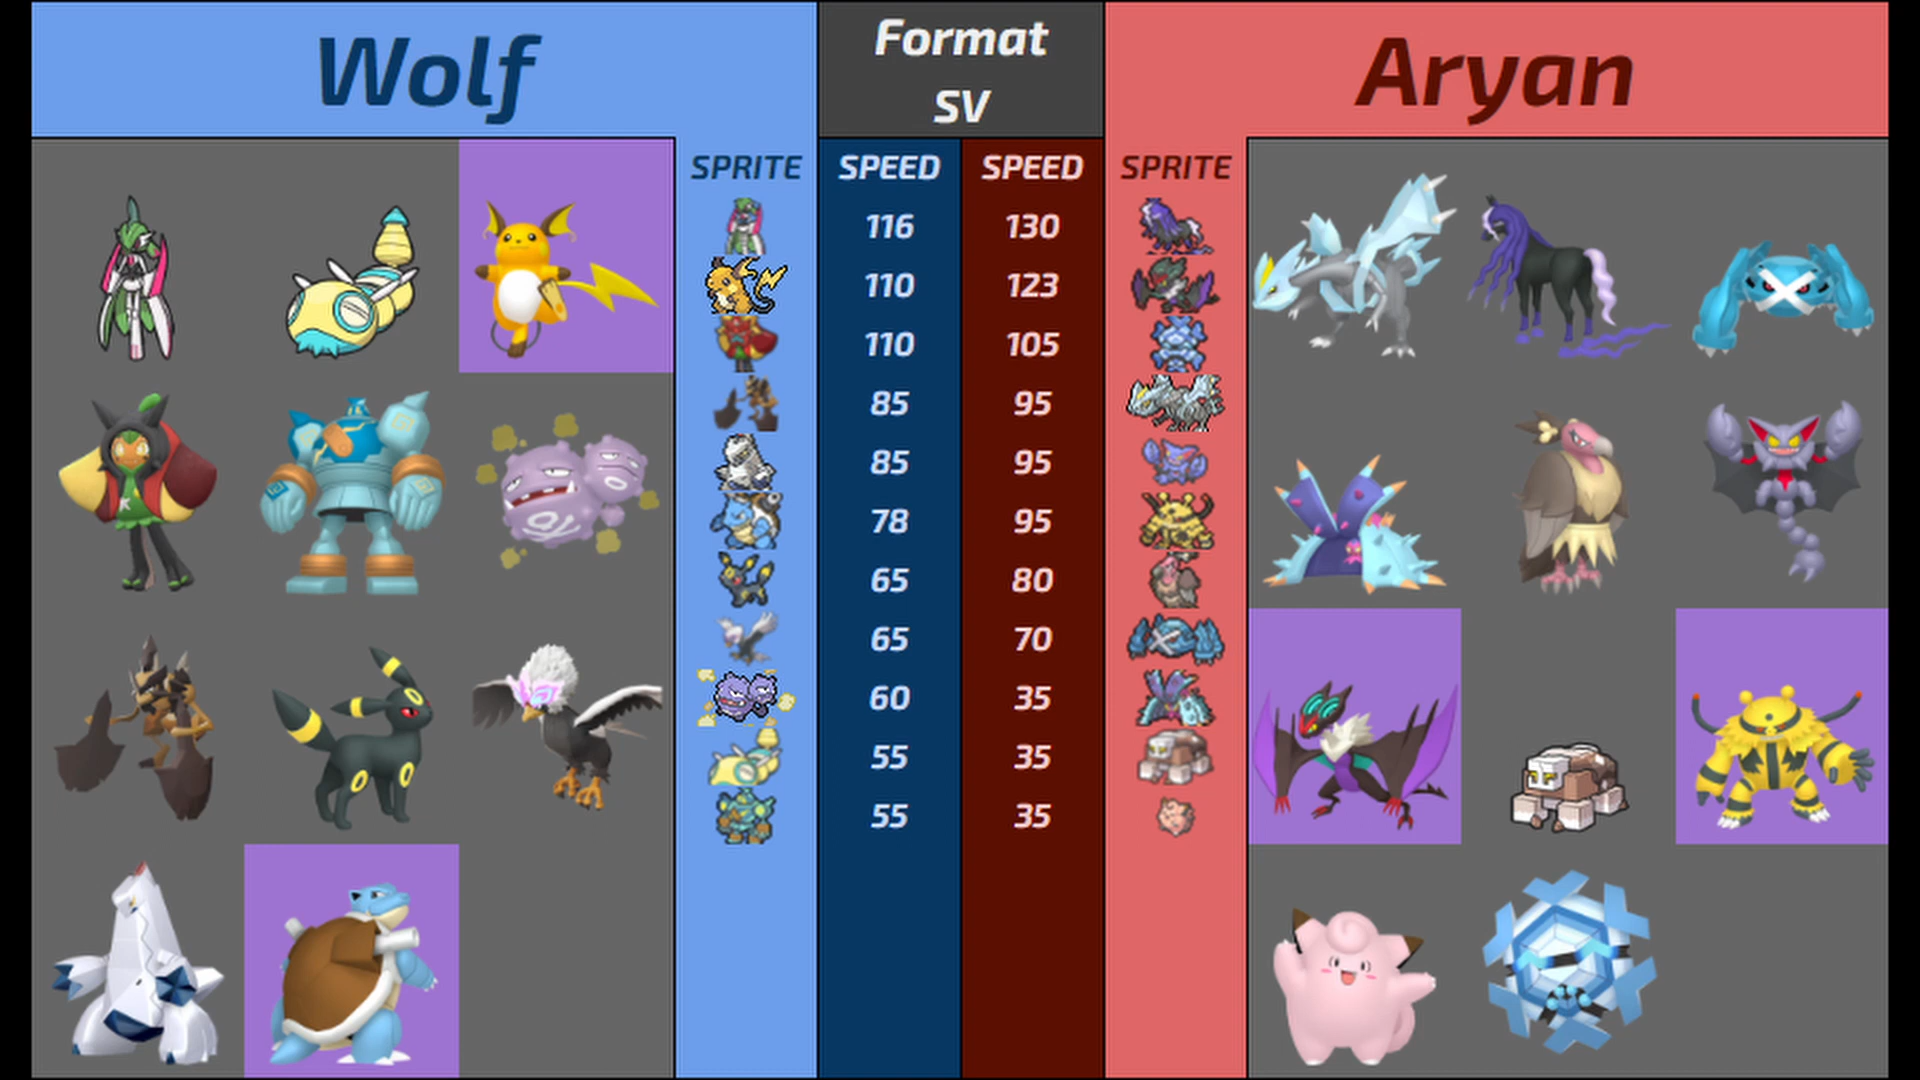 Wolf
Format
SV
Aryan
SPRITE SPEED SPEED SPRITE
116 130
110 123
110 105
85 95
85 95
78 95
65 80
65 70
60 35
55 35
55 35